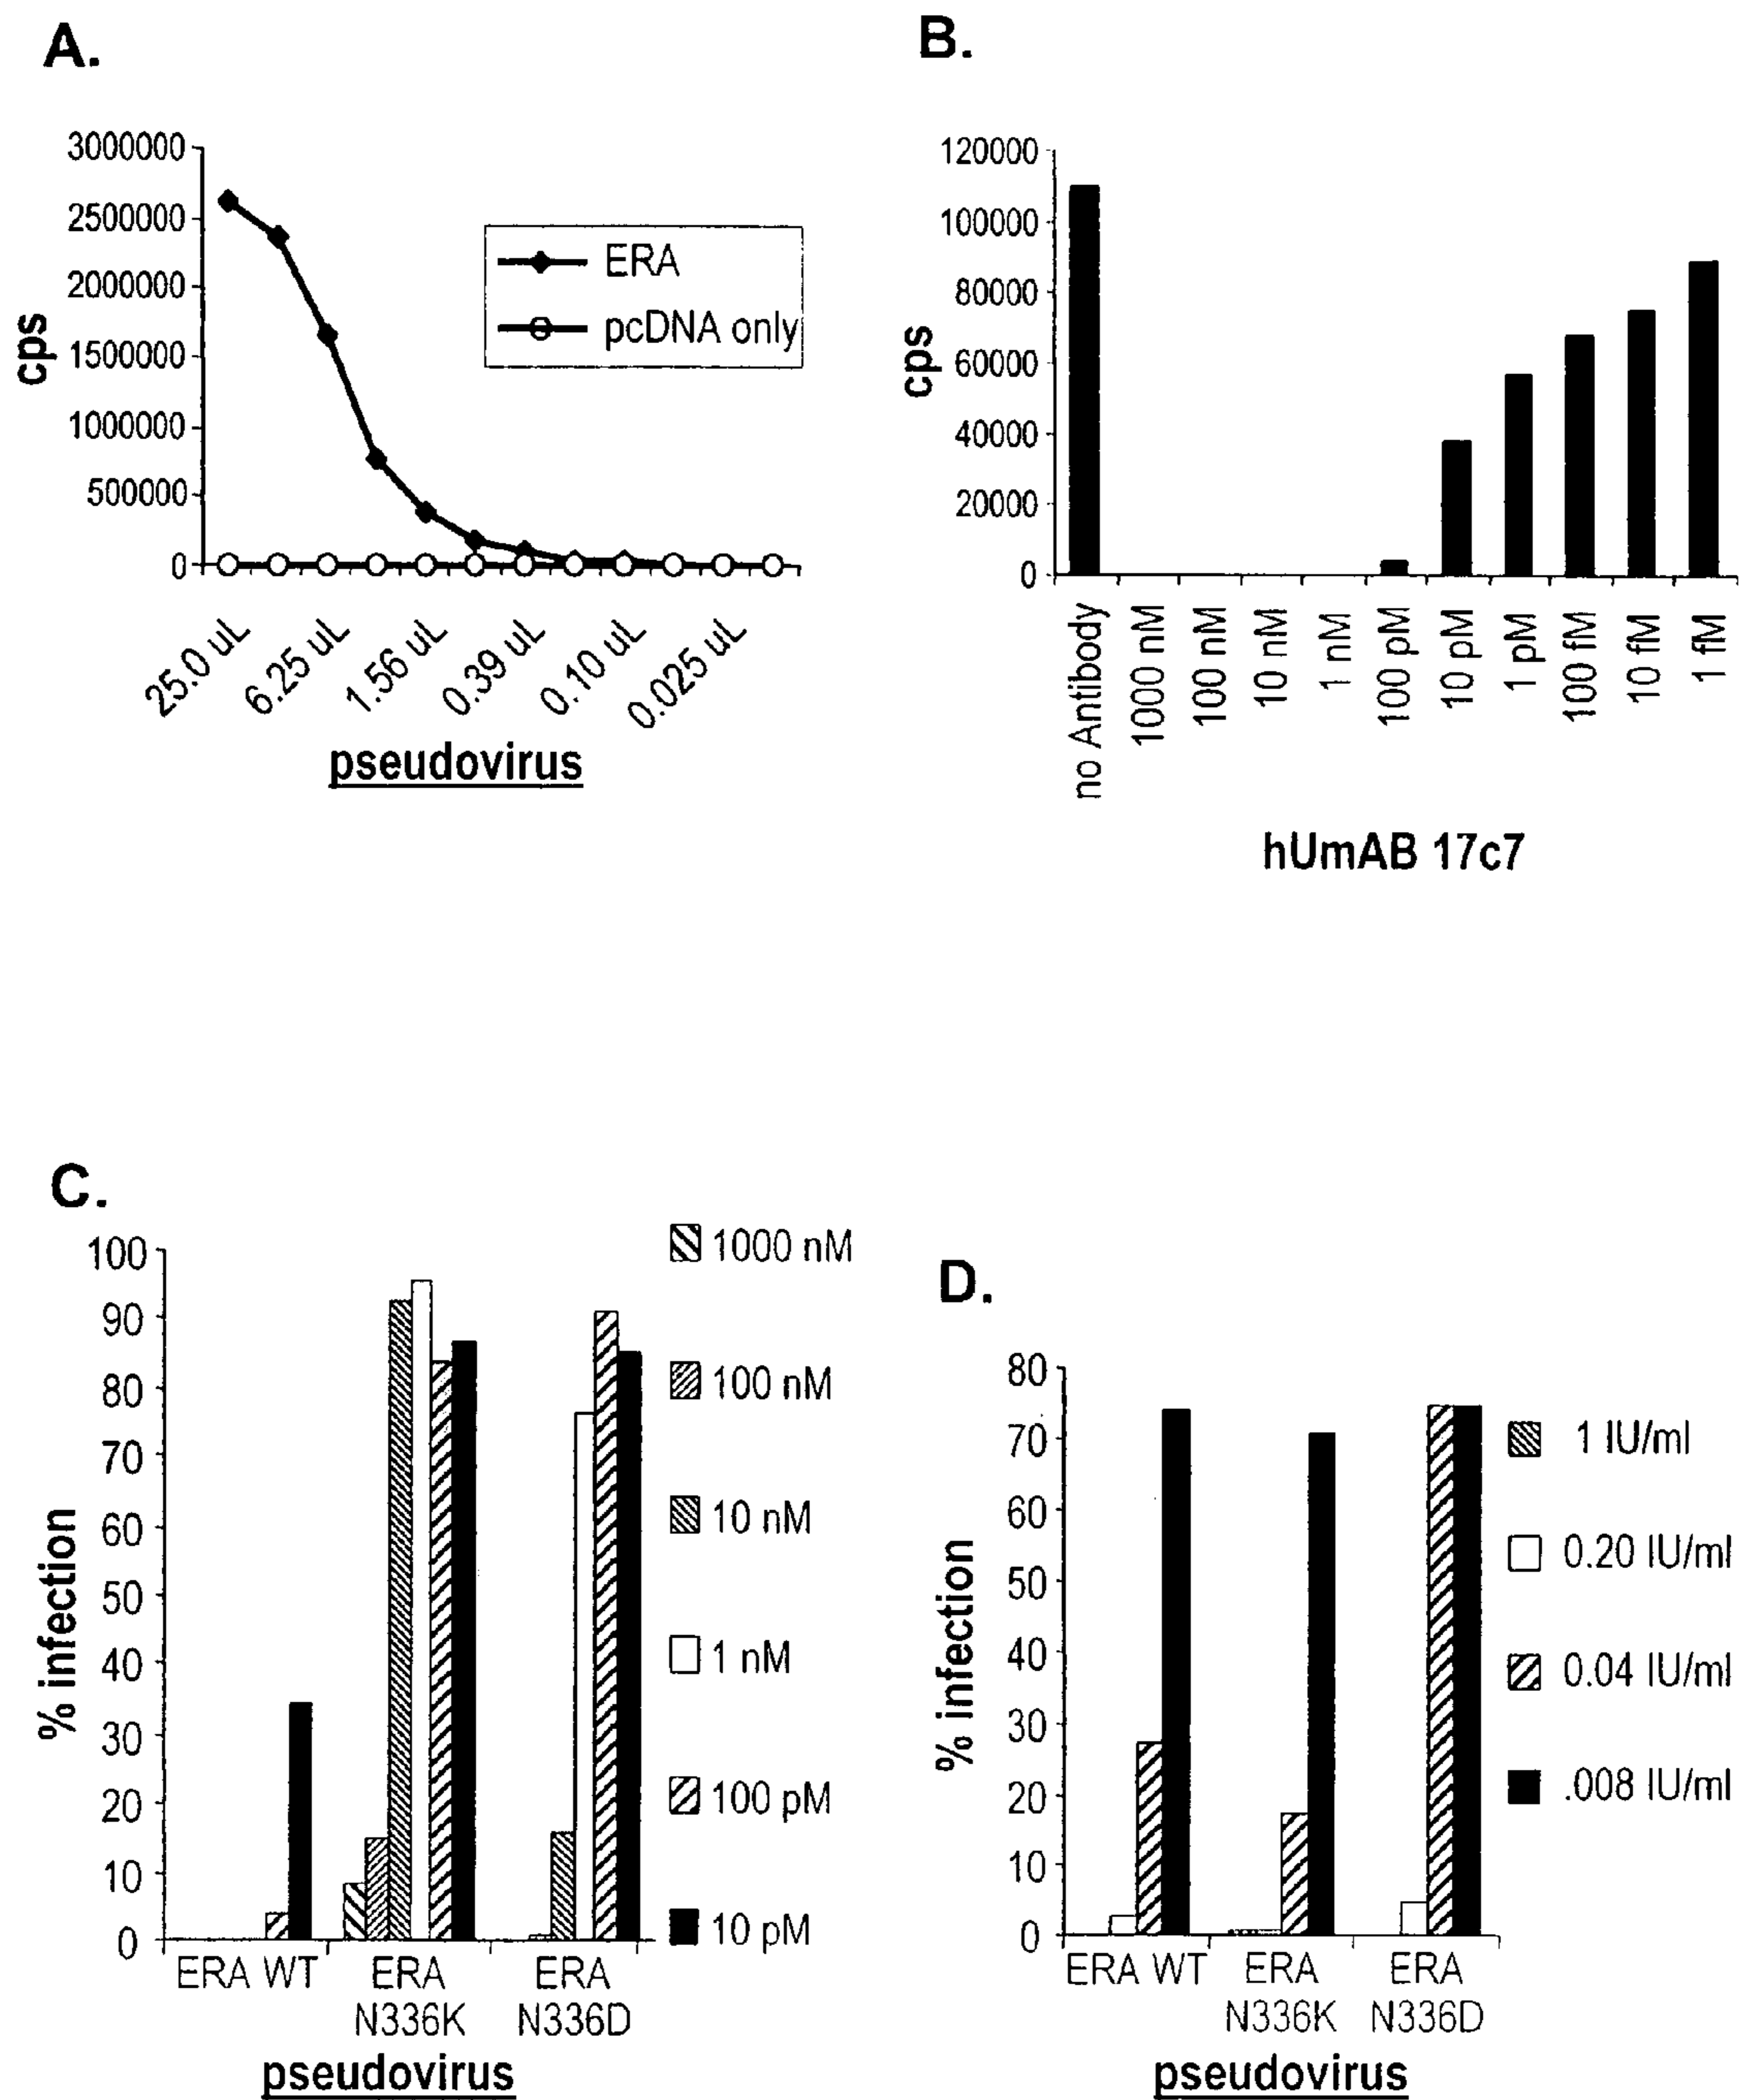 A.
3000000
2500000
2000000
1500000
1000000
500000
0
cps
ERA
pcDNA only
25.0 uL
6.25 uL
1.56 uL
0.39 uL
0.10 uL
0.025 uL
pseudovirus
B.
120000
100000
80000
60000
40000
20000
0
cps
no Antibody
1000 nM
100 nM
10 nM
1 nM
100 pM
10 pM
1 pM
100 fM
10 fM
1 fM
hUmAB 17c7
C.
100
90
80
70
60
50
40
30
20
10
0
% infection
ERA WT
ERA
N336K
ERA
N336D
pseudovirus
1000 nM
100 nM
10 nM
1 nM
100 pM
10 pM
D.
80
70
60
50
40
30
20
10
0
% infection
ERA WT
ERA
N336K
ERA
N336D
pseudovirus
1 IU/ml
0.20 IU/ml
0.04 IU/ml
.008 IU/ml